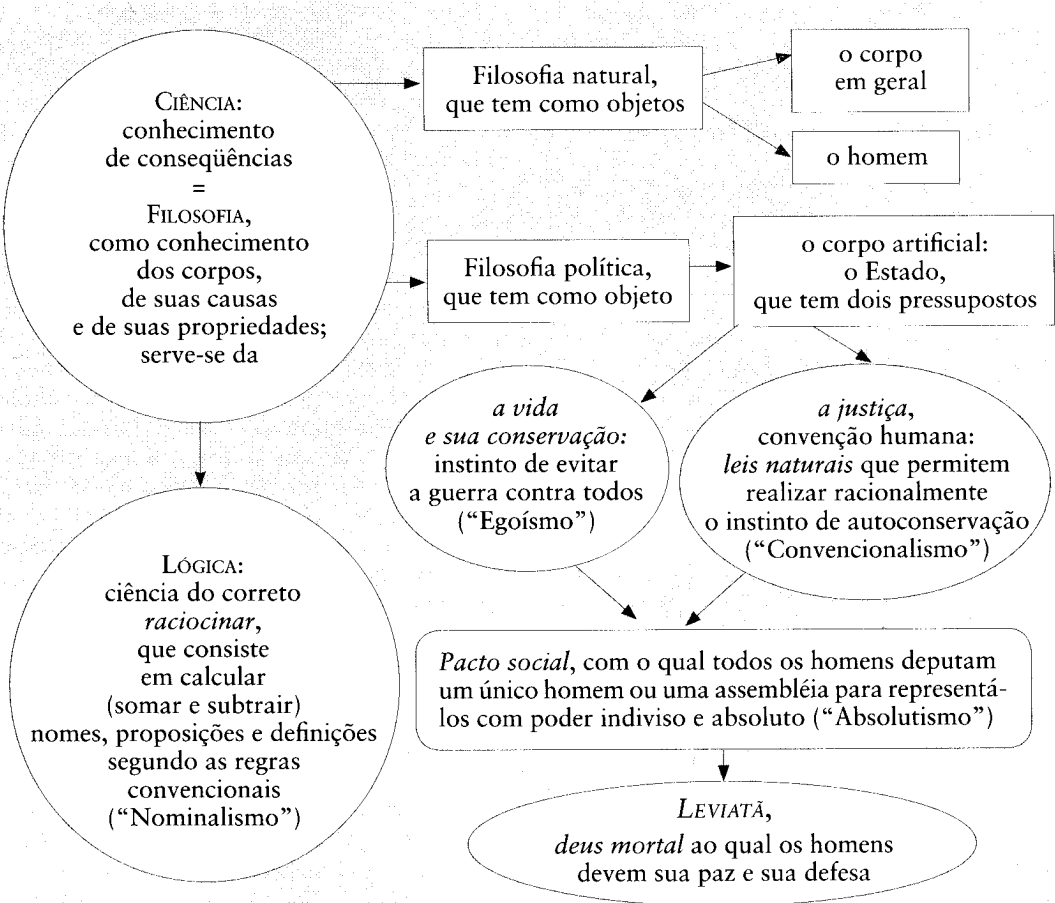 CIÊNCIA:
conhecimento
de conseqüências
=
FILOSOFIA,
como conhecimento
dos corpos,
de suas causas
e de suas propriedades;
serve-se da
Filosofia natural,
que tem como objetos
o corpo
em geral
o homem
Filosofia política,
que tem como objeto
o corpo artificial:
o Estado,
que tem dois pressupostos
a vida
e sua conservação:
instinto de evitar
a guerra contra todos
(“Egoísmo”)
a justiça,
convenção humana:
leis naturais que permitem
realizar racionalmente
o instinto de autoconservação
(“Convencionalismo”)
LÓGICA:
ciência do correto
raciocinar,
que consiste
em calcular
(somar e subtrair)
nomes, proposições e definições
segundo as regras
convencionais
(“Nominalismo”)
Pacto social, com o qual todos os homens deputam
um único homem ou uma assembléia para representá-
los com poder indiviso e absoluto (“Absolutismo”)
LEVIATÃ,
deus mortal ao qual os homens
devem sua paz e sua defesa